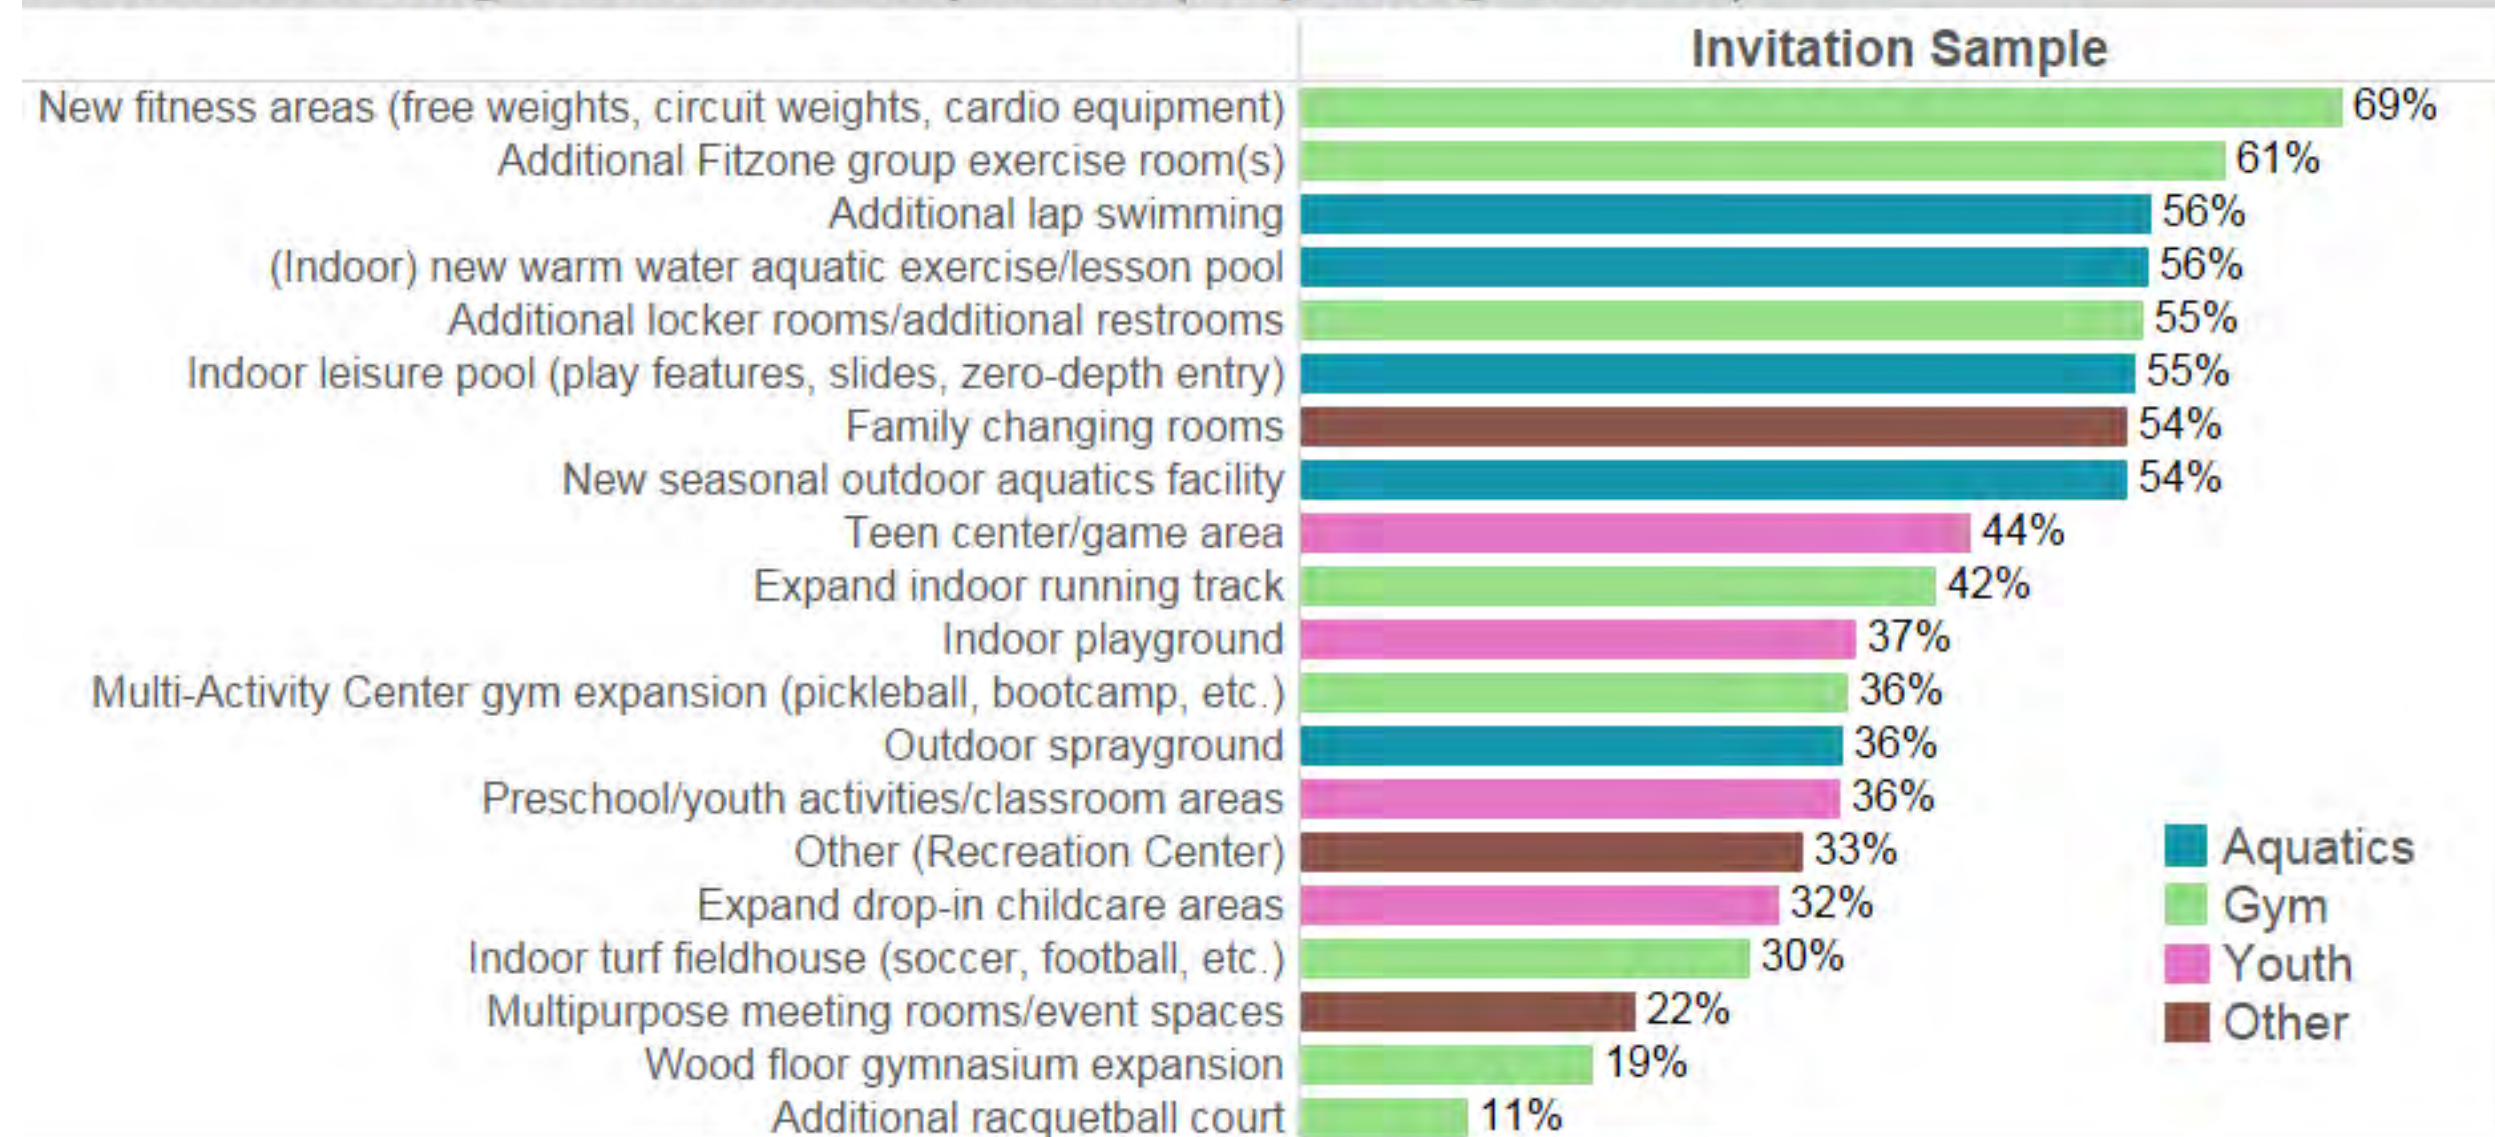 Invitation Sample
New fitness areas (free weights, circuit weights, cardio equipment) 69%
Additional Fitzone group exercise room(s) 61%
Additional lap swimming 56%
(Indoor) new warm water aquatic exercise/lesson pool 56%
Additional locker rooms/additional restrooms 55%
Indoor leisure pool (play features, slides, zero-depth entry) 55%
Family changing rooms 54%
New seasonal outdoor aquatics facility 54%
Teen center/game area 44%
Expand indoor running track 42%
Indoor playground 37%
Multi-Activity Center gym expansion (pickleball, bootcamp, etc.) 36%
Outdoor sprayground 36%
Preschool/youth activities/classroom areas 36%
Other (Recreation Center) 33%
Expand drop-in childcare areas 32%
Indoor turf fieldhouse (soccer, football, etc.) 30%
Multipurpose meeting rooms/event spaces 22%
Wood floor gymnasium expansion 19%
Additional racquetball court 11%
Aquatics
Gym
Youth
Other